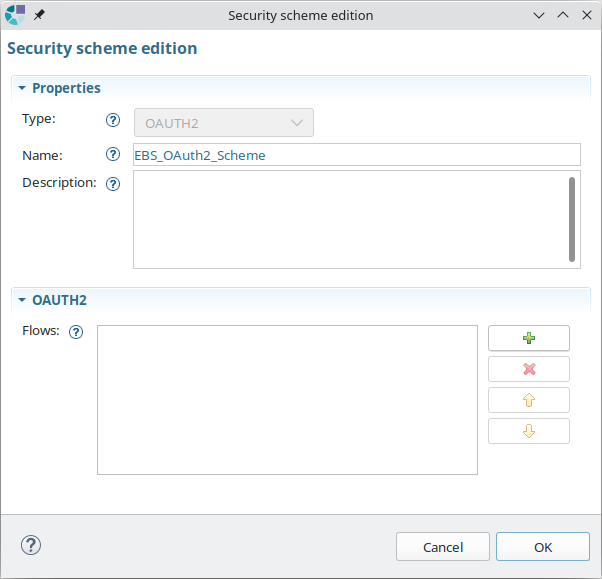 Security scheme edition
Security scheme edition
Properties
Type:
OAUTH2
Name:
EBS_OAuth2_Scheme
Description:
OAUTH2
Flows:
Cancel
OK